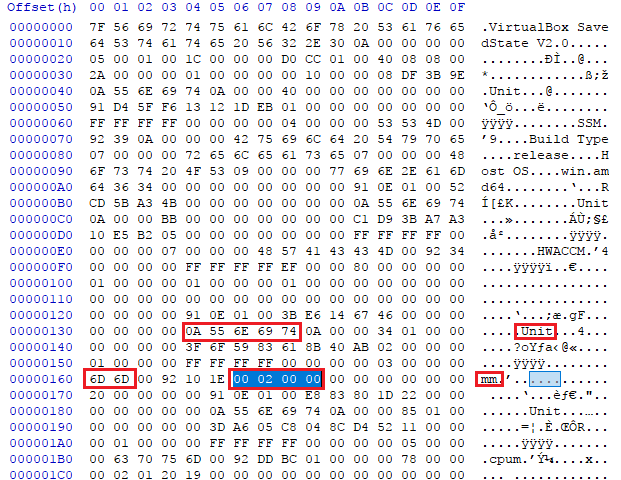 Offset(h) 00 01 02 03 04 05 06 07 08 09 0A 0B 0C 0D 0E 0F
00000000 7F 56 69 72 74 75 61 6C 42 6F 78 20 53 61 76 65 .VirtualBox Save
00000010 64 53 74 61 74 65 20 56 32 2E 30 0A 00 00 00 00 dState V2.0.....
00000020 05 00 01 00 1C 00 00 00 D0 CC 01 00 40 08 08 00 ........ÐÌ..@...
00000030 2A 00 00 00 01 00 00 00 00 10 00 00 08 DF 3B 9E *............ß;ž
00000040 0A 55 6E 69 74 0A 00 00 40 00 00 00 00 00 00 00 .Unit...@.......
00000050 91 D4 5F F6 13 12 1D EB 01 00 00 00 00 00 00 00 ‘Ô_ö...ë........
00000060 FF FF FF FF 00 00 00 00 04 00 00 00 53 53 4D 00 ÿÿÿÿ........SSM.
00000070 92 39 0A 00 00 00 42 75 69 6C 64 20 54 79 70 65 ’9....Build Type
00000080 07 00 00 00 72 65 6C 65 61 73 65 07 00 00 00 48 ....release....H
00000090 6F 73 74 20 4F 53 09 00 00 00 77 69 6E 2E 61 6D ost OS....win.am
000000A0 64 36 34 00 00 00 00 00 00 00 00 91 0E 01 00 52 d64........‘...R
000000B0 CD 5B A3 4B 00 00 00 00 00 00 00 0A 55 6E 69 74 Í[£K........Unit
000000C0 0A 00 00 BB 00 00 00 00 00 00 00 C1 D9 3B A7 A3 ...».......ÁÙ;§£
000000D0 10 E5 B2 05 00 00 00 00 00 00 00 FF FF FF FF 00 .å².......ÿÿÿÿ.
000000E0 00 00 00 07 00 00 00 48 57 41 43 43 4D 00 92 34 .......HWACCM.’4
000000F0 00 00 00 00 FF FF FF FF FF EF 00 00 80 00 00 00 ....ÿÿÿÿÿï..€...
00000100 01 00 00 00 01 00 00 00 01 00 00 00 00 00 00 00 ................
00000110 00 00 00 00 00 00 00 00 00 00 00 00 00 00 00 00 ................
00000120 00 00 00 00 91 0E 01 00 3B E6 14 67 46 00 00 00 ....‘...;æ.gF...
00000130 00 00 00 00 0A 55 6E 69 74 0A 00 00 34 01 00 00 .....Unit...4...
00000140 00 00 00 00 3F 6F 59 83 61 8B 40 AB 02 00 00 00 ....?oYƒa‹@«....
00000150 01 00 00 00 FF FF FF FF 01 00 00 00 03 00 00 00 ....ÿÿÿÿ........
00000160 6D 6D 00 92 10 1E 00 02 00 00 00 00 00 00 00 00 mm.’............
00000170 20 00 00 00 00 91 0E 01 00 E8 83 80 1D 22 00 00 .....‘...èƒ€."..
00000180 00 00 00 00 00 0A 55 6E 69 74 0A 00 00 85 01 00 ......Unit...…..
00000190 00 00 00 00 00 3D A6 05 C8 04 8C D4 52 11 00 00 .....=¦.È.ŒÔR...
000001A0 00 01 00 00 00 FF FF FF FF 00 00 00 00 05 00 00 .....ÿÿÿÿ.......
000001B0 00 63 70 75 6D 00 92 DD BC 01 00 00 00 00 78 00 .cpum.’Ý¼.....x.
000001C0 00 02 01 20 19 00 00 00 00 00 00 00 00 00 00 00 ... ............